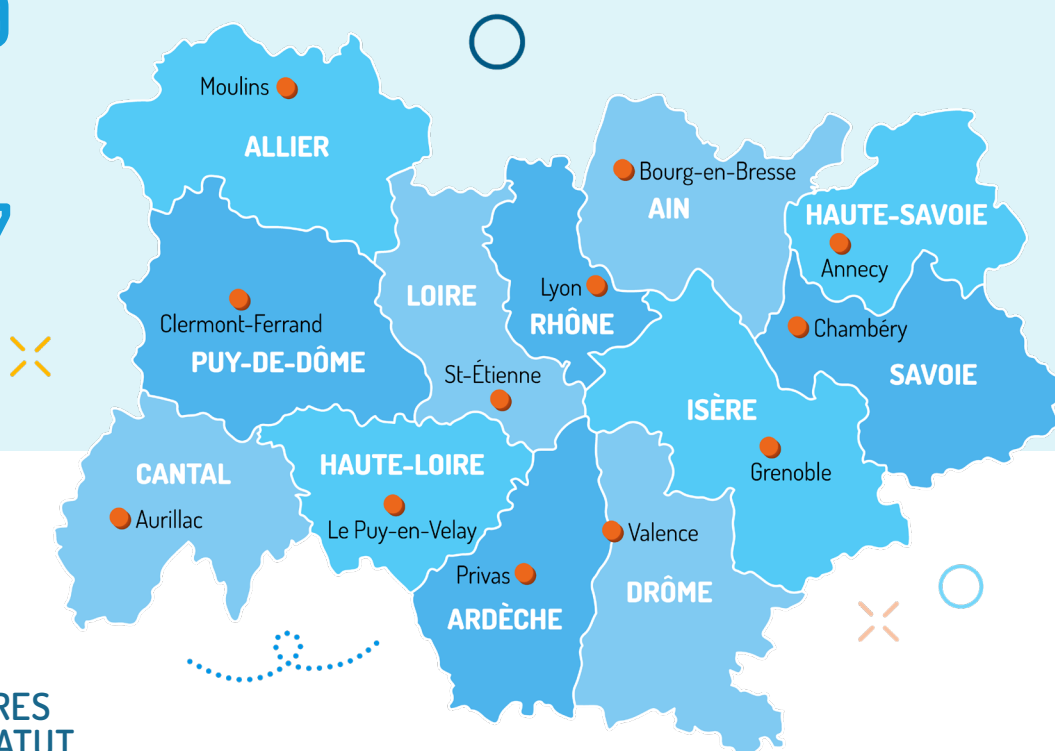 Moulins
ALLIER
Bourg-en-Bresse
AIN
HAUTE-SAVOIE
Annecy
LOIRE
Lyon
RHÔNE
Clermont-Ferrand
PUY-DE-DÔME
Chambéry
SAVOIE
St-Étienne
ISÈRE
Grenoble
CANTAL
Aurillac
HAUTE-LOIRE
Le Puy-en-Velay
Valence
Privas
DRÔME
ARDÈCHE
RES